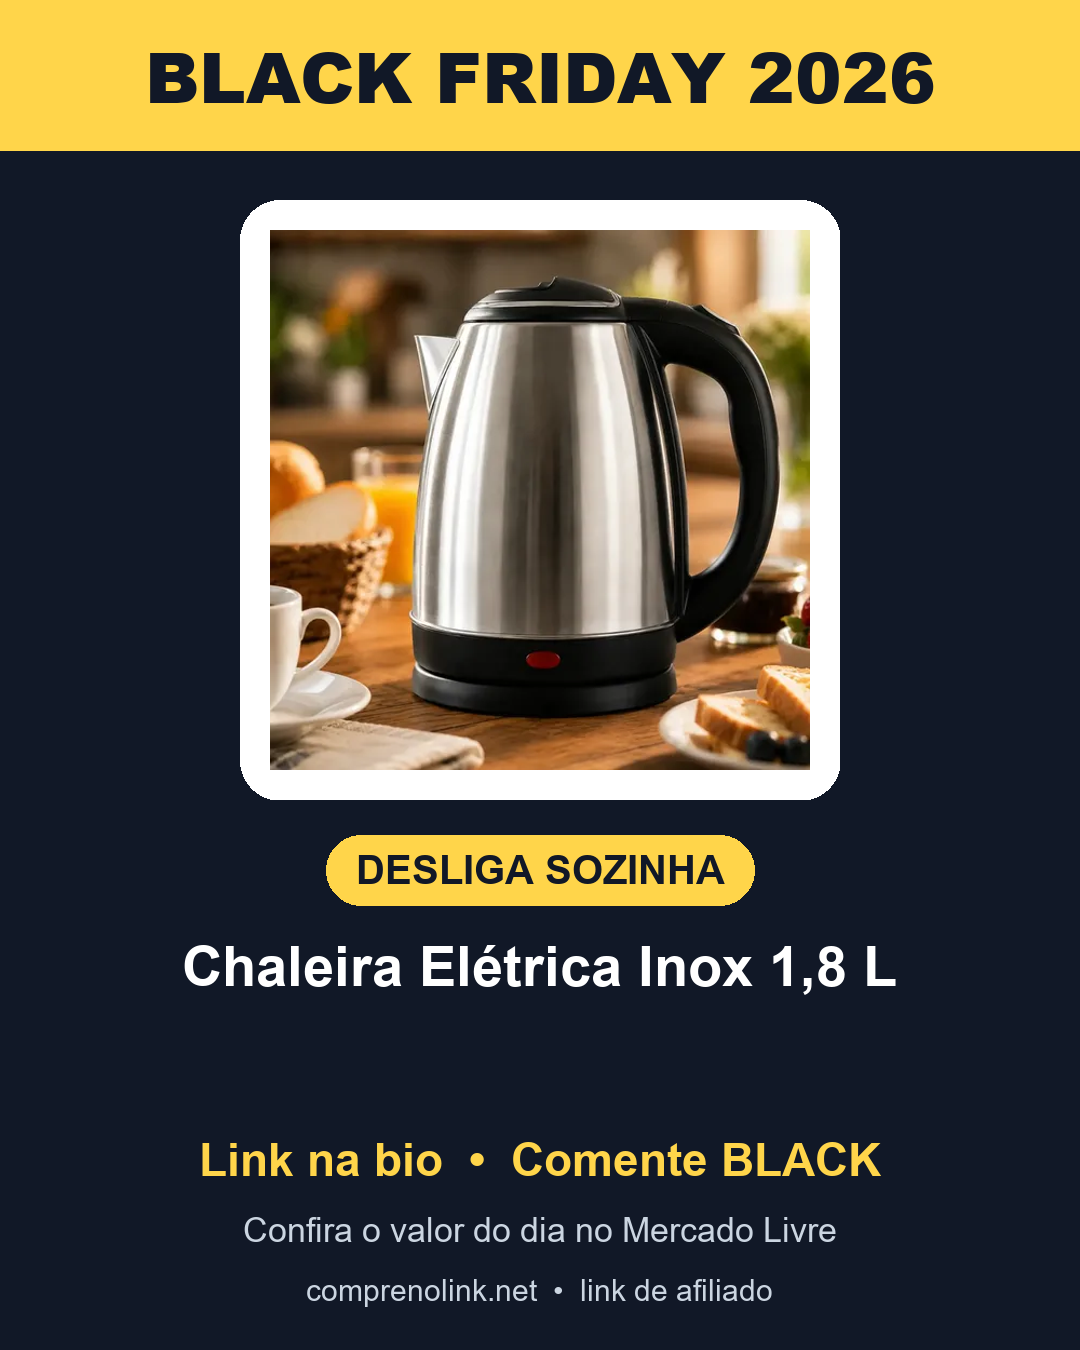 BLACK FRIDAY 2026
DESLIGA SOZINHA
Chaleira Elétrica Inox 1,8 L
Link na bio • Comente BLACK
Confira o valor do dia no Mercado Livre
comprenolink.net • link de afiliado